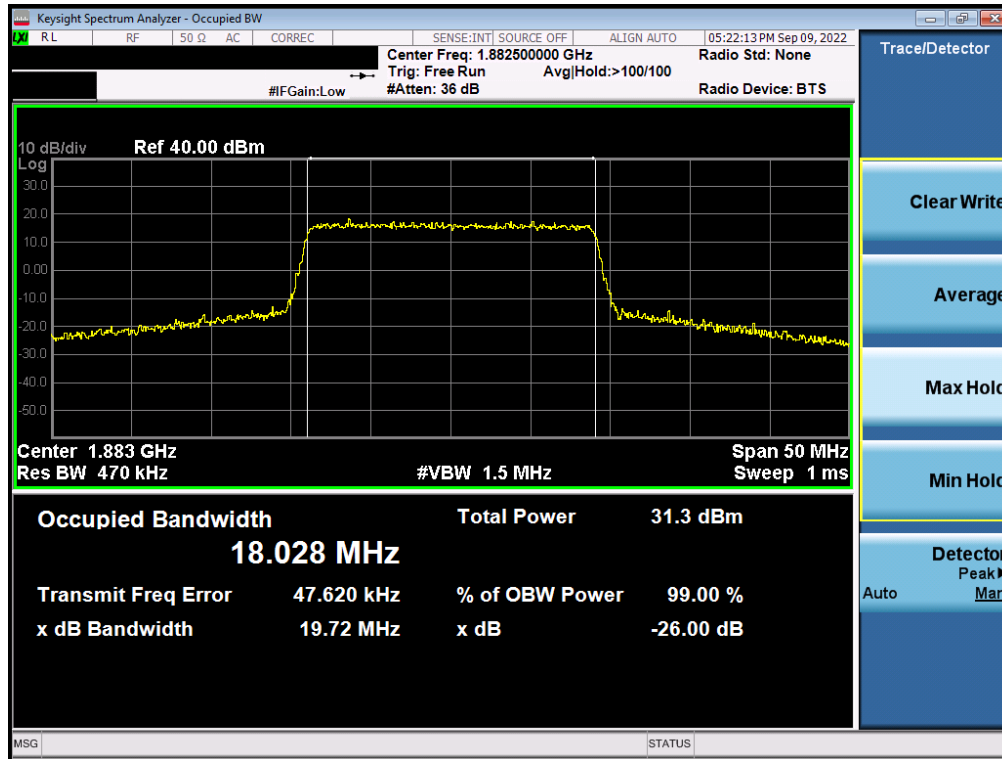 Keysight Spectrum Analyzer - Occupied BW
LXI RL RF 50 Ω AC CORREC SENSE:INT SOURCE OFF ALIGN AUTO 05:22:13 PM Sep 09, 2022
Center Freq: 1.882500000 GHz Radio Std: None
Trig: Free Run Avg|Hold:>100/100
#IFGain:Low #Atten: 36 dB Radio Device: BTS
10 dB/div Ref 40.00 dBm
Log
30.0
20.0
10.0
0.00
-10.0
-20.0
-30.0
-40.0
-50.0
Center 1.883 GHz Span 50 MHz
Res BW 470 kHz #VBW 1.5 MHz Sweep 1 ms
Occupied Bandwidth Total Power 31.3 dBm
18.028 MHz
Transmit Freq Error 47.620 kHz % of OBW Power 99.00 %
x dB Bandwidth 19.72 MHz x dB -26.00 dB
MSG STATUS
Trace/Detector
Clear Write
Average
Max Hold
Min Hold
Detector
Peak▶
Auto Man